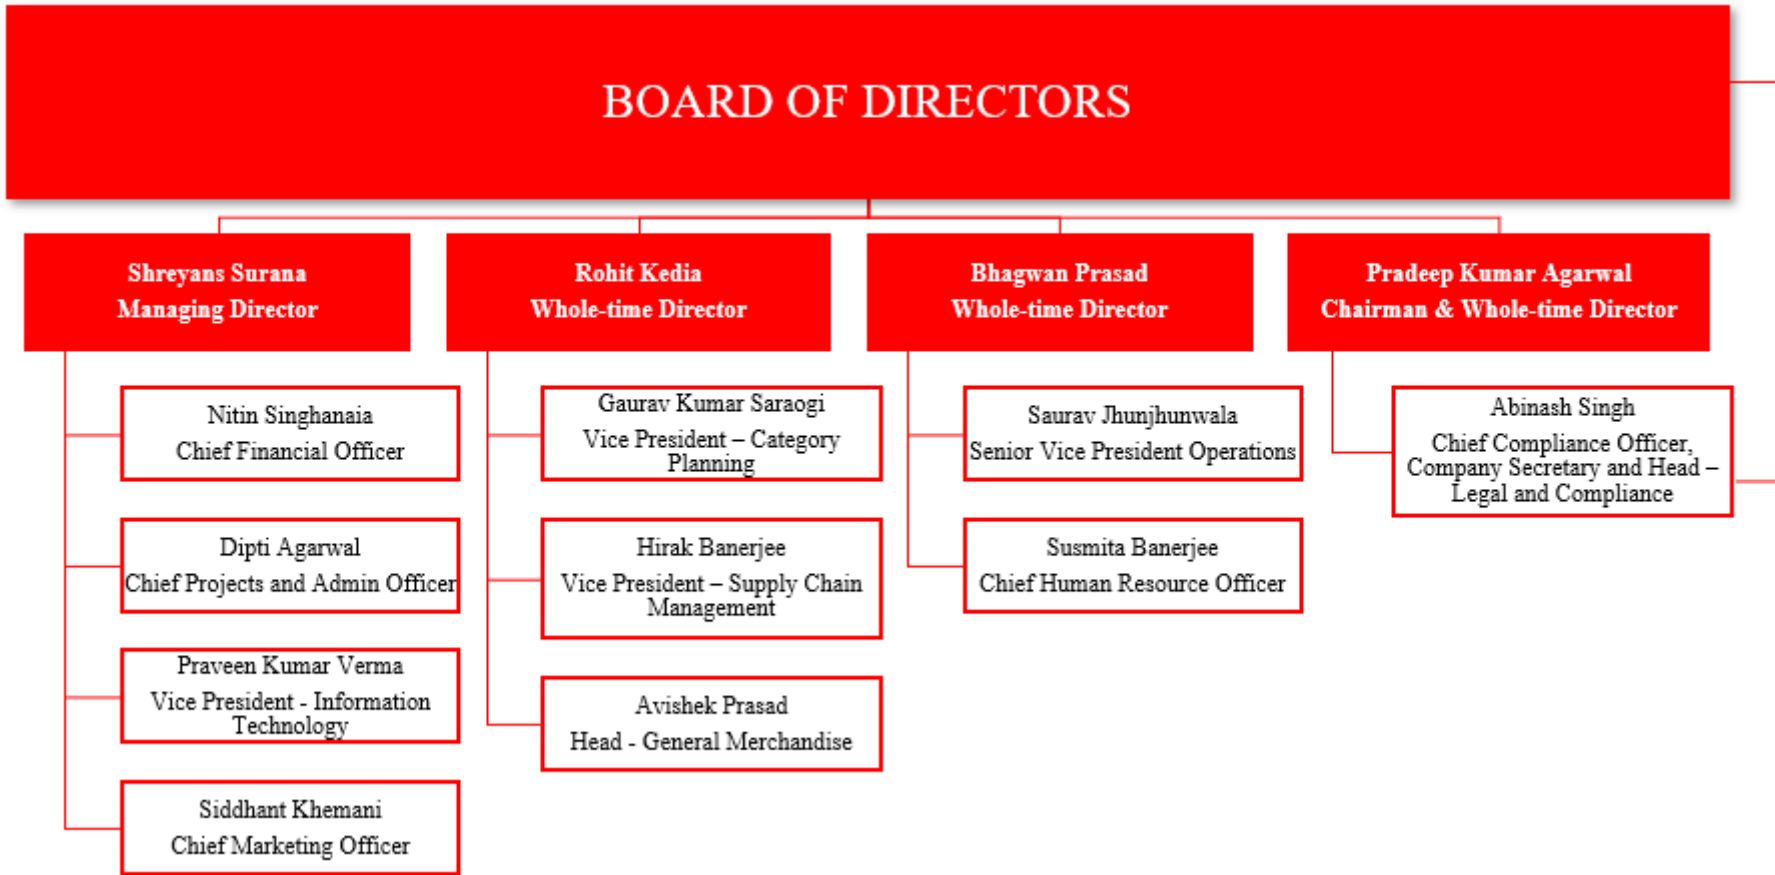 BOARD OF DIRECTORS
Shreyans Surana
Managing Director
Nitin Singhanaia
Chief Financial Officer
Dipti Agarwal
Chief Projects and Admin Officer
Praveen Kumar Verma
Vice President - Information
Technology
Siddhant Khemani
Chief Marketing Officer
Rohit Kedia
Whole-time Director
Gaurav Kumar Saraogi
Vice President – Category
Planning
Hirak Banerjee
Vice President – Supply Chain
Management
Avishek Prasad
Head - General Merchandise
Bhagwan Prasad
Whole-time Director
Saurav Jhunjhunwala
Senior Vice President Operations
Susmita Banerjee
Chief Human Resource Officer
Pradeep Kumar Agarwal
Chairman & Whole-time Director
Abinash Singh
Chief Compliance Officer,
Company Secretary and Head –
Legal and Compliance